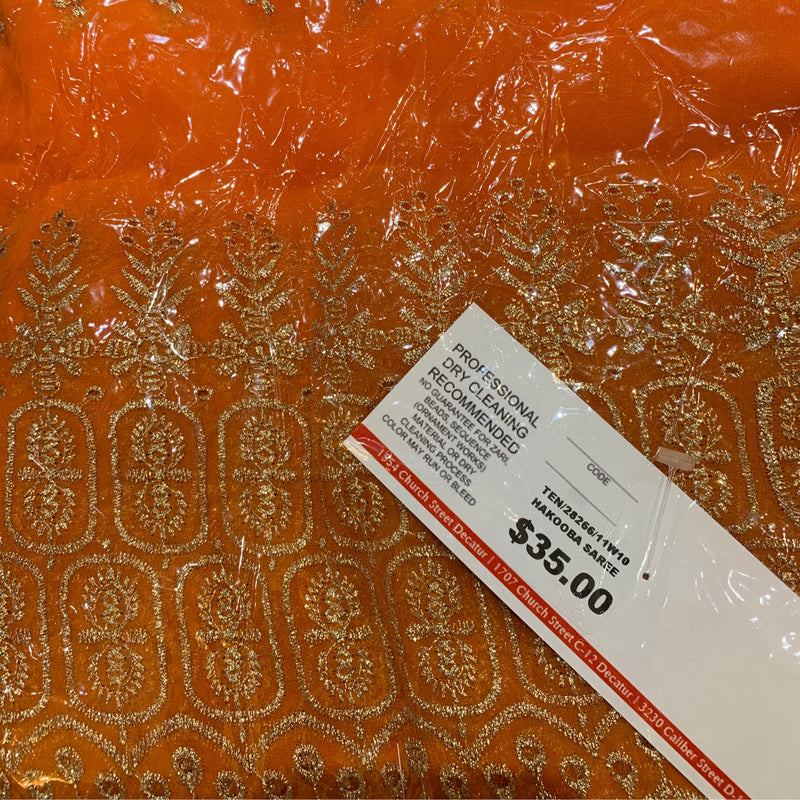 PROFESSIONAL
DRY CLEANING
RECOMMENDED
NO GUARANTEE FOR ZARI,
BEADS SEQUENCE
(ORNAMENT WORKS)
MATERIAL OR DRY
CLEANING PROCESS
COLOR MAY RUN OR BLEED
CODE
TEN/28266/11W10
HAKOOBA SAREE
$35.00
1954 Church Street Decatur | 1707 Church Street C-12 Decatur | 3230 Caliber Street D-